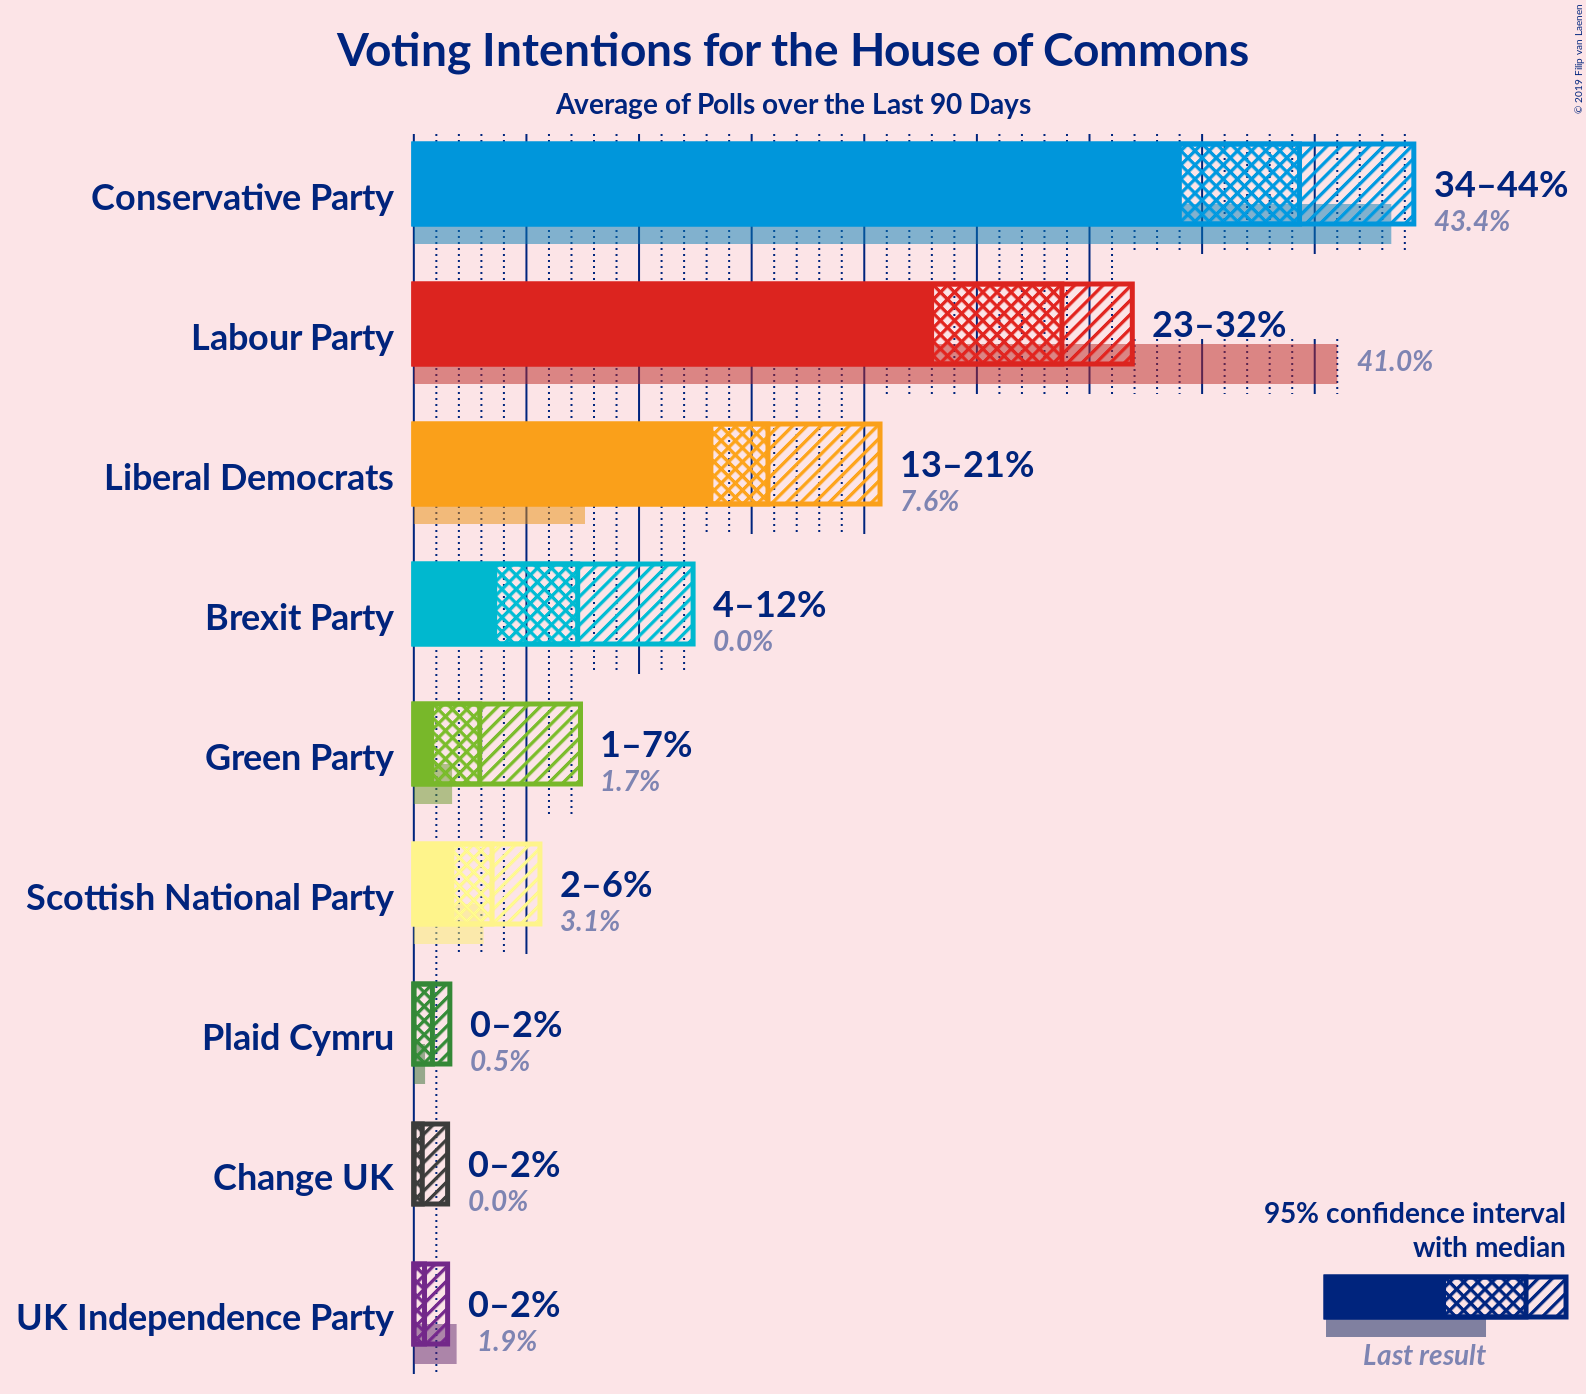 Voting Intentions for the House of Commons
Average of Polls over the Last 90 Days
© 2019 Filip van Laenen
Conservative Party
34–44%
43.4%
Labour Party
23–32%
41.0%
Liberal Democrats
13–21%
7.6%
Brexit Party
4–12%
0.0%
Green Party
1–7%
1.7%
Scottish National Party
2–6%
3.1%
Plaid Cymru
0–2%
0.5%
Change UK
0–2%
0.0%
UK Independence Party
0–2%
1.9%
95% confidence interval
with median
Last result